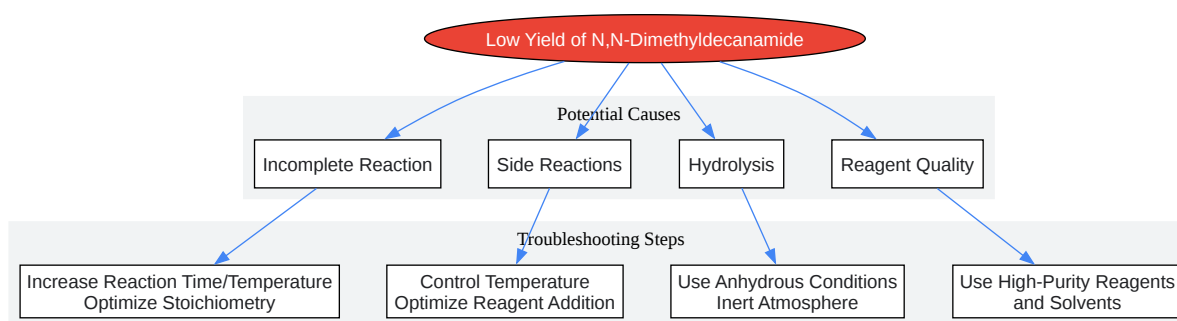 Low Yield of N,N-Dimethyldecanamide
Potential Causes
Incomplete Reaction
Side Reactions
Hydrolysis
Reagent Quality
Troubleshooting Steps
Increase Reaction Time/Temperature
Optimize Stoichiometry
Control Temperature
Optimize Reagent Addition
Use Anhydrous Conditions
Inert Atmosphere
Use High-Purity Reagents
and Solvents